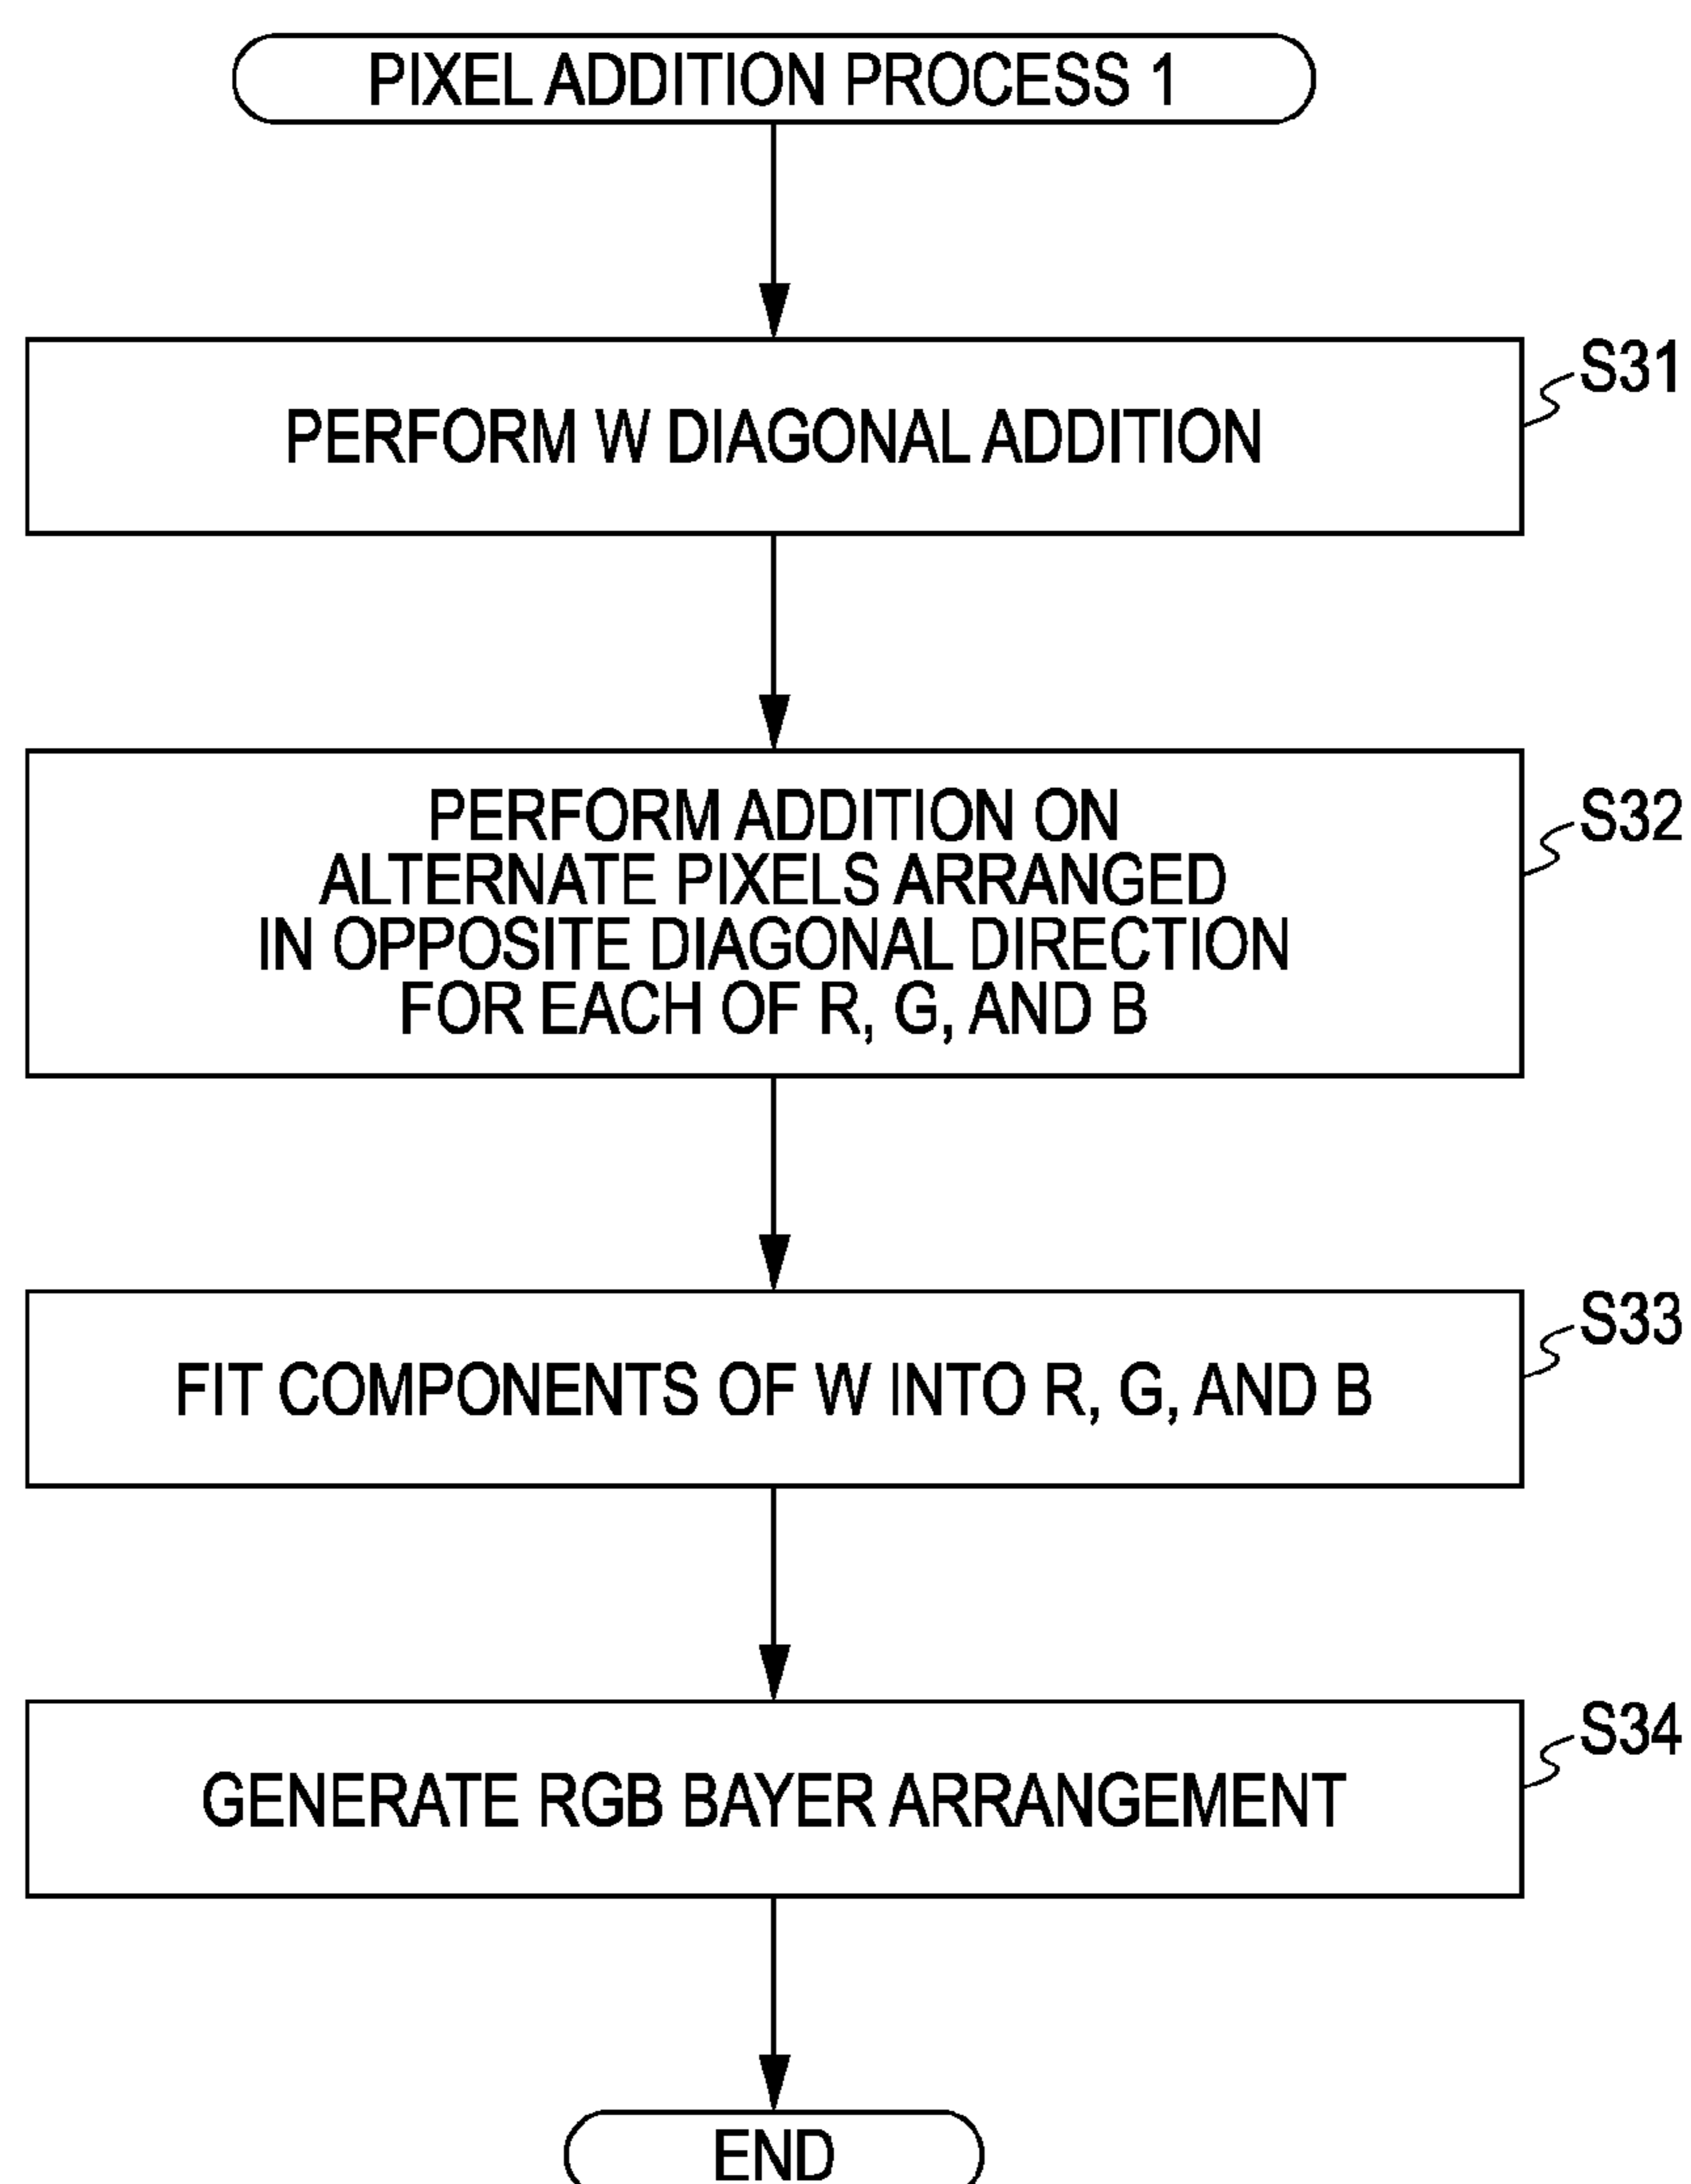 PIXEL ADDITION PROCESS 1
S31
PERFORM W DIAGONAL ADDITION
S32
PERFORM ADDITION ON
ALTERNATE PIXELS ARRANGED
IN OPPOSITE DIAGONAL DIRECTION
FOR EACH OF R, G, AND B
S33
FIT COMPONENTS OF W INTO R, G, AND B
S34
GENERATE RGB BAYER ARRANGEMENT
END